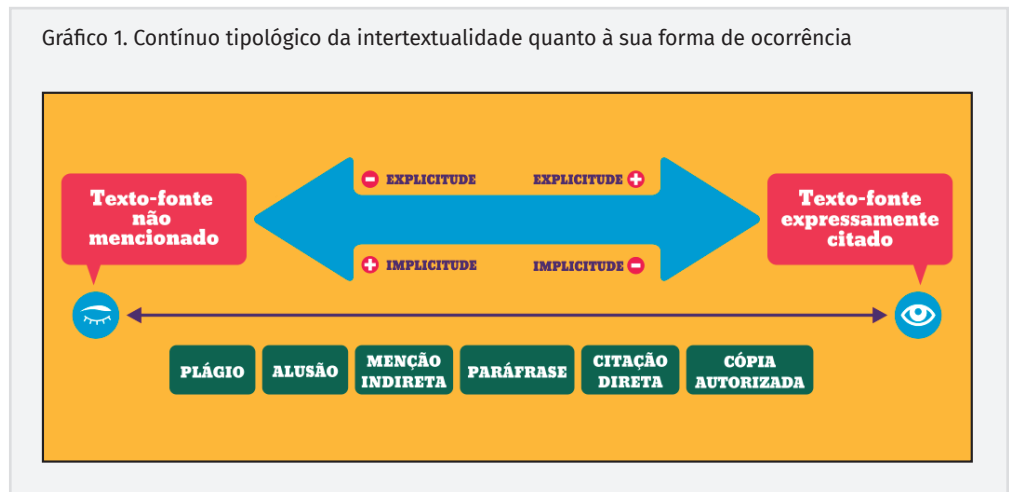 Gráfico 1. Contínuo tipológico da intertextualidade quanto à sua forma de ocorrência
Texto-fonte
não
mencionado
- EXPLICITUDE
EXPLICITUDE +
+ IMPLICITUDE
IMPLICITUDE -
Texto-fonte
expressamente
citado
PLÁGIO
ALUSÃO
MENÇÃO
INDIRETA
PARÁFRASE
CITAÇÃO
DIRETA
CÓPIA
AUTORIZADA